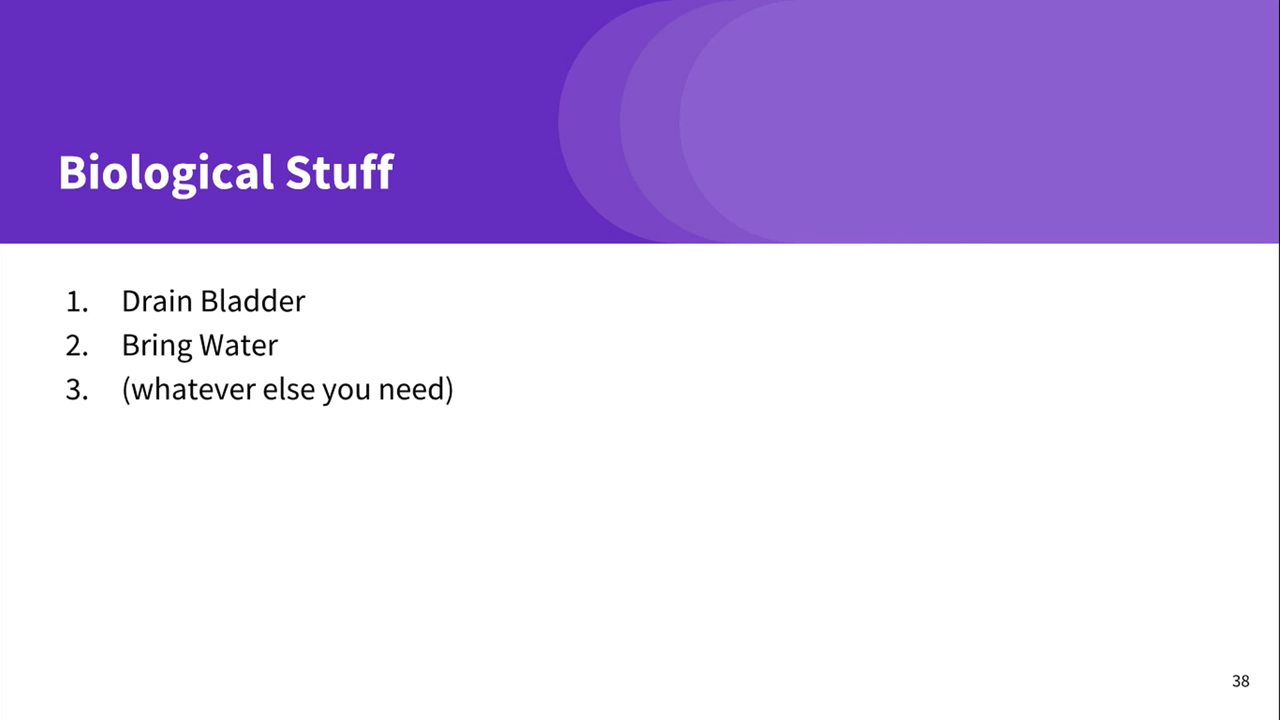 Biological Stuff
1. Drain Bladder
2. Bring Water
3. (whatever else you need)
38